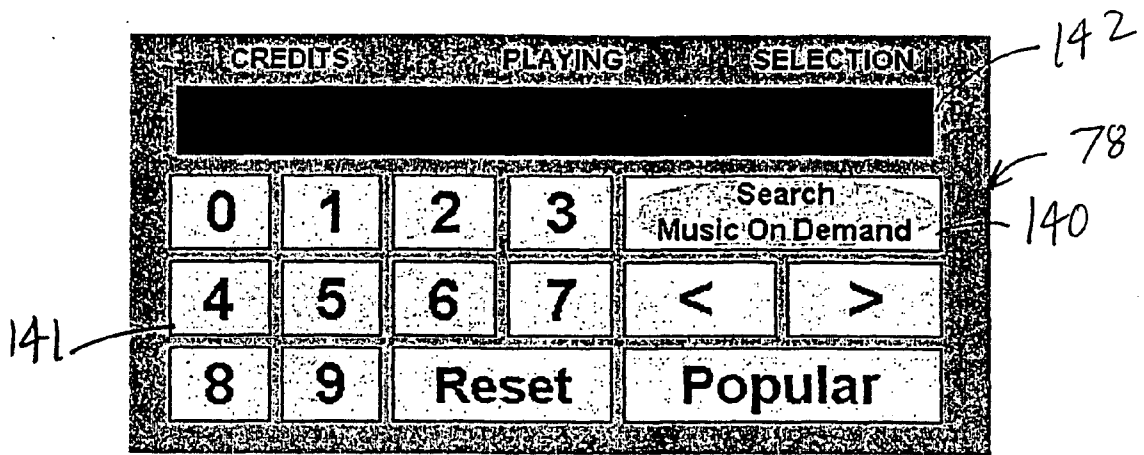 CREDITS PLAYING SELECTION
142
78
0 1 2 3 Search
Music On Demand
140
4 5 6 7 < >
141
8 9 Reset Popular